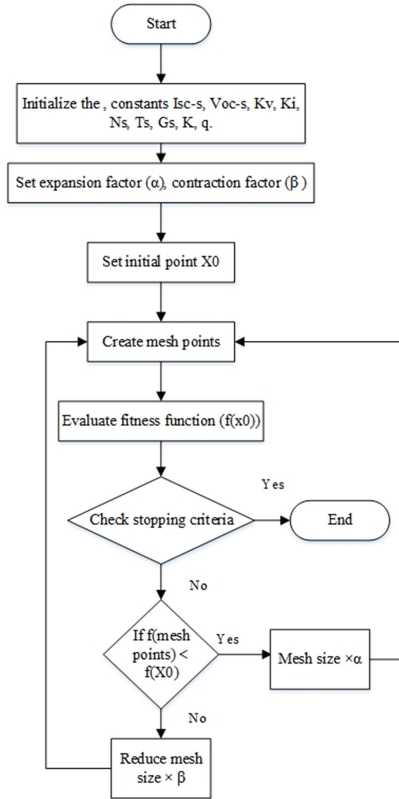 Start
Initialize the , constants Isc-s, Voc-s, Kv, Ki,
Ns, Ts, Gs, K, q.
Set expansion factor (α), contraction factor (β )
Set initial point X0
Create mesh points
Evaluate fitness function (f(x0))
Yes
Check stopping criteria
End
No
If f(mesh
points) <
f(X0)
Yes
Mesh size ×α
No
Reduce mesh
size × β